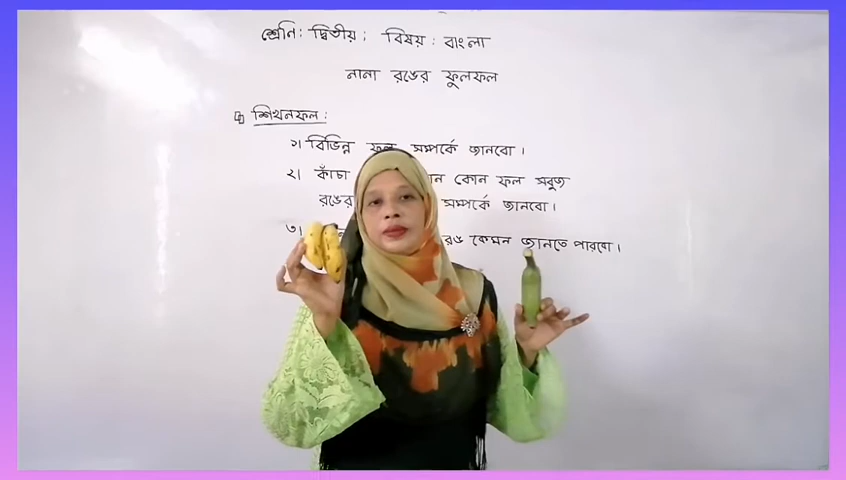 শ্রেণি: দ্বিতীয়; বিষয়: বাংলা
নানা রঙের ফুলফল
শিখনফল:
১। বিভিন্ন ফল সম্পর্কে জানবো।
২। কাঁচা কোন ফল সবুজ
রঙের সম্পর্কে জানবো।
৩। রঙ কেমন জানতে পারবো।